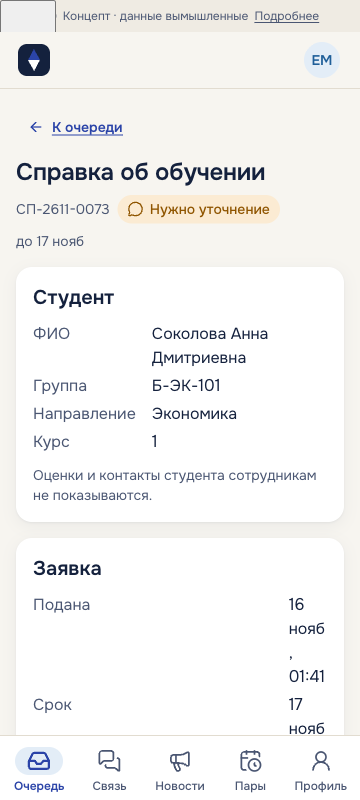 Концепт · данные вымышленные Подробнее
ЕМ
К очереди
Справка об обучении
СП-2611-0073 Нужно уточнение
до 17 нояб
Студент
ФИО Соколова Анна
Дмитриевна
Группа Б-ЭК-101
Направление Экономика
Курс 1
Оценки и контакты студента сотрудникам
не показываются.
Заявка
Подана 16
нояб
,
01:41
Срок 17
нояб
Очередь Связь Новости Пары Профиль